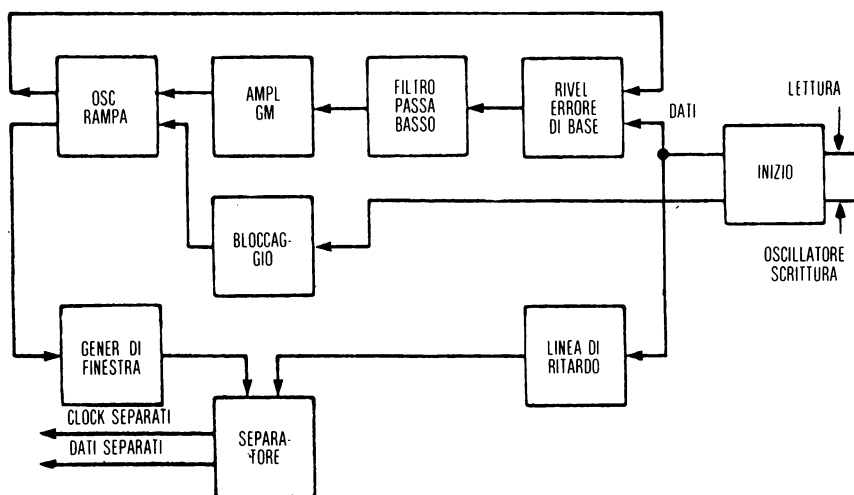 OSC
RAMPA
AMPL
GM
FILTRO
PASSA
BASSO
RIVEL
ERRORE
DI BASE
DATI
LETTURA
INIZIO
OSCILLATORE
SCRITTURA
BLOCCAG-
GIO
GENER DI
FINESTRA
LINEA DI
RITARDO
CLOCK SEPARATI
DATI SEPARATI
SEPARA-
TORE